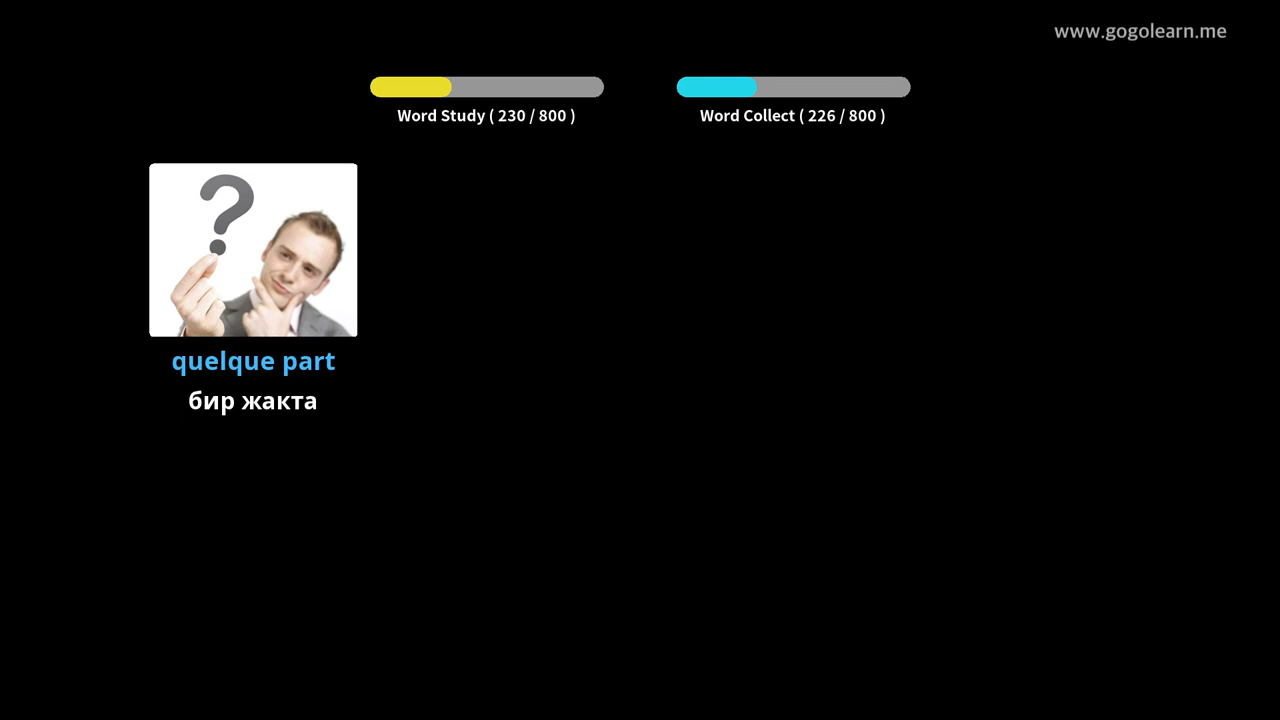 www.gogolearn.me
Word Study ( 230 / 800 )
Word Collect ( 226 / 800 )
?
quelque part
бир жакта